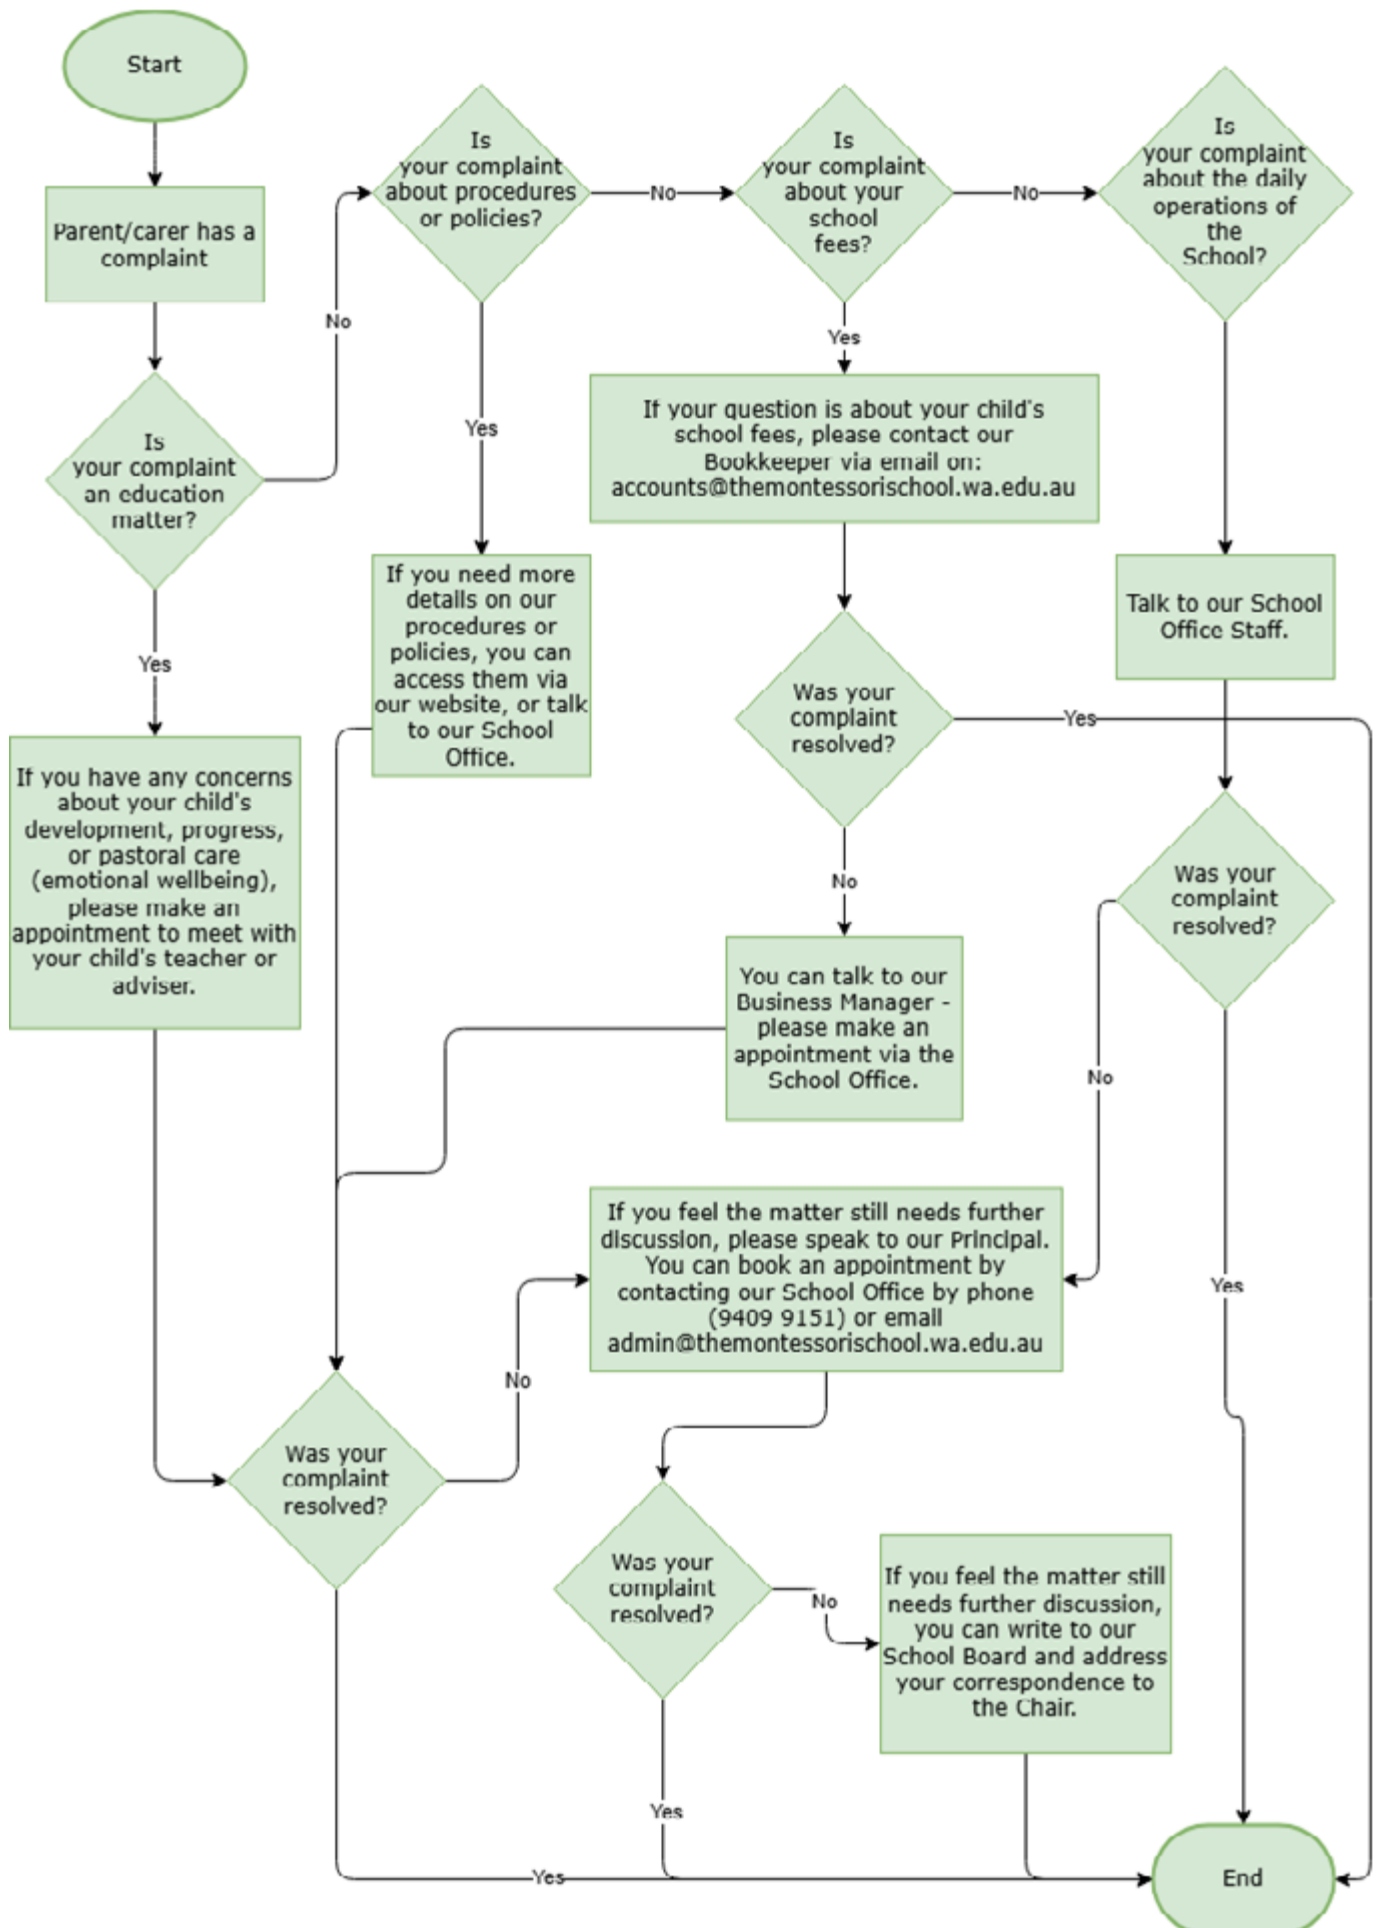 Start
Parent/carer has a
complaint
Is
your complaint
an education
matter?
Yes
No
If you have any concerns
about your child's
development, progress,
or pastoral care
(emotional wellbeing),
please make an
appointment to meet with
your child's teacher or
adviser.
Is
your complaint
about procedures
or policies?
No
Yes
If you need more
details on our
procedures or
policies, you can
access them via
our website, or talk
to our School
Office.
Is
your complaint
about your
school
fees?
No
Yes
If your question is about your child's
school fees, please contact our
Bookkeeper via email on:
accounts@themontessorischool.wa.edu.au
Was your
complaint
resolved?
Yes
No
You can talk to our
Business Manager -
please make an
appointment via the
School Office.
Is
your complaint
about the daily
operations of
the
School?
Talk to our School
Office Staff.
Was your
complaint
resolved?
No
Yes
If you feel the matter still needs further
discussion, please speak to our Principal.
You can book an appointment by
contacting our School Office by phone
(9409 9151) or email
admin@themontessorischool.wa.edu.au
Was your
complaint
resolved?
No
Yes
Was your
complaint
resolved?
No
Yes
If you feel the matter still
needs further discussion,
you can write to our
School Board and address
your correspondence to
the Chair.
End